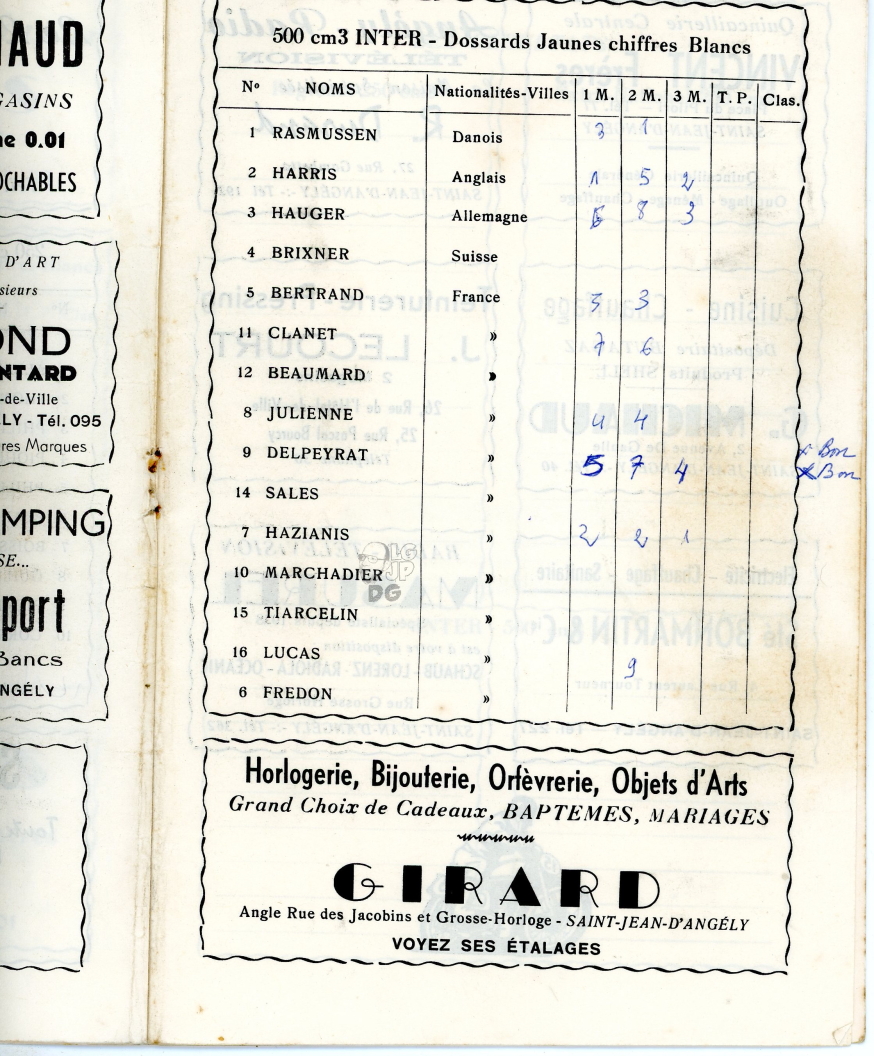 AUD
GASINS
ne 0.01
OCHABLES
D'ART
sieurs
OND
NTARD
-de-Ville
LY - Tél. 095
res Marques
MPING
SE...
port
Bancs
NGÉLY
500 cm3 INTER - Dossards Jaunes chiffres Blancs
Nº NOMS Nationalités-Villes 1 M. 2 M. 3 M. T. P. Clas.
1 RASMUSSEN Danois 3 1
2 HARRIS Anglais 1 5 2
3 HAUGER Allemagne 6 8 3
4 BRIXNER Suisse
5 BERTRAND France 3 3
11 CLANET » 7 6
12 BEAUMARD »
8 JULIENNE » 4 4
9 DELPEYRAT » 5 7 4 x Bon
x Bon
14 SALES »
7 HAZIANIS » 2 2 1
10 MARCHADIER »
15 TIARCELIN »
16 LUCAS » 9
6 FREDON »
Horlogerie, Bijouterie, Orfèvrerie, Objets d'Arts
Grand Choix de Cadeaux, BAPTEMES, MARIAGES
GIRARD
Angle Rue des Jacobins et Grosse-Horloge - SAINT-JEAN-D'ANGÉLY
VOYEZ SES ÉTALAGES